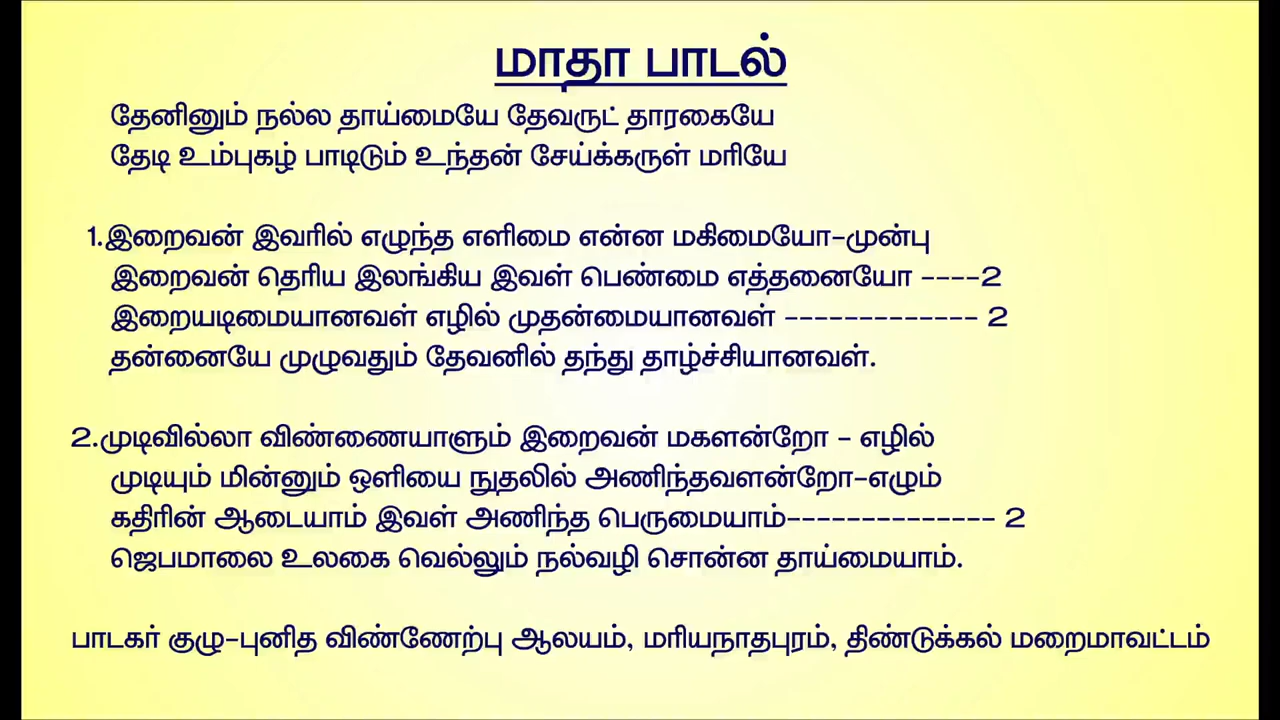 மாதா பாடல்
தேனினும் நல்ல தாய்மையே தேவருட் தாரகையே
தேடி உம்புகழ் பாடிடும் உந்தன் சேய்க்கருள் மரியே
1.இறைவன் இவரில் எழுந்த எளிமை என்ன மகிமையோ-முன்பு
இறைவன் தெரிய இலங்கிய இவள் பெண்மை எத்தனையோ ----2
இறையடிமையானவள் எழில் முதன்மையானவள் ------------- 2
தன்னையே முழுவதும் தேவனில் தந்து தாழ்ச்சியானவள்.
2.முடிவில்லா விண்ணையாளும் இறைவன் மகளன்றோ - எழில்
முடியும் மின்னும் ஒளியை நுதலில் அணிந்தவளன்றோ-எழும்
கதிரின் ஆடையாம் இவள் அணிந்த பெருமையாம்-------------- 2
ஜெபமாலை உலகை வெல்லும் நல்வழி சொன்ன தாய்மையாம்.
பாடகர் குழு-புனித விண்ணேற்பு ஆலயம், மரியநாதபுரம், திண்டுக்கல் மறைமாவட்டம்